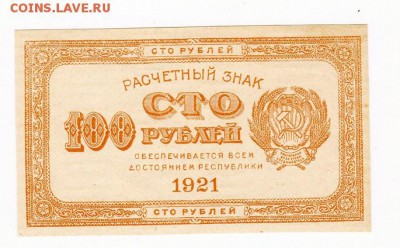 COINS.LAVE.RU
СТО РУБЛЕЙ
РАСЧЕТНЫЙ ЗНАК
100 СТО
РУБЛЕЙ
ОБЕСПЕЧИВАЕТСЯ ВСЕМ
ДОСТОЯНИЕМ РЕСПУБЛИКИ
1921
СТО РУБЛЕЙ